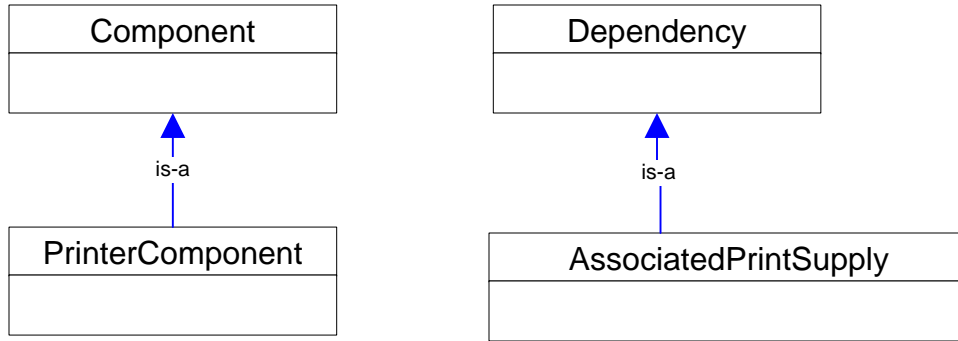 Component
Dependency
is-a
is-a
PrinterComponent
AssociatedPrintSupply